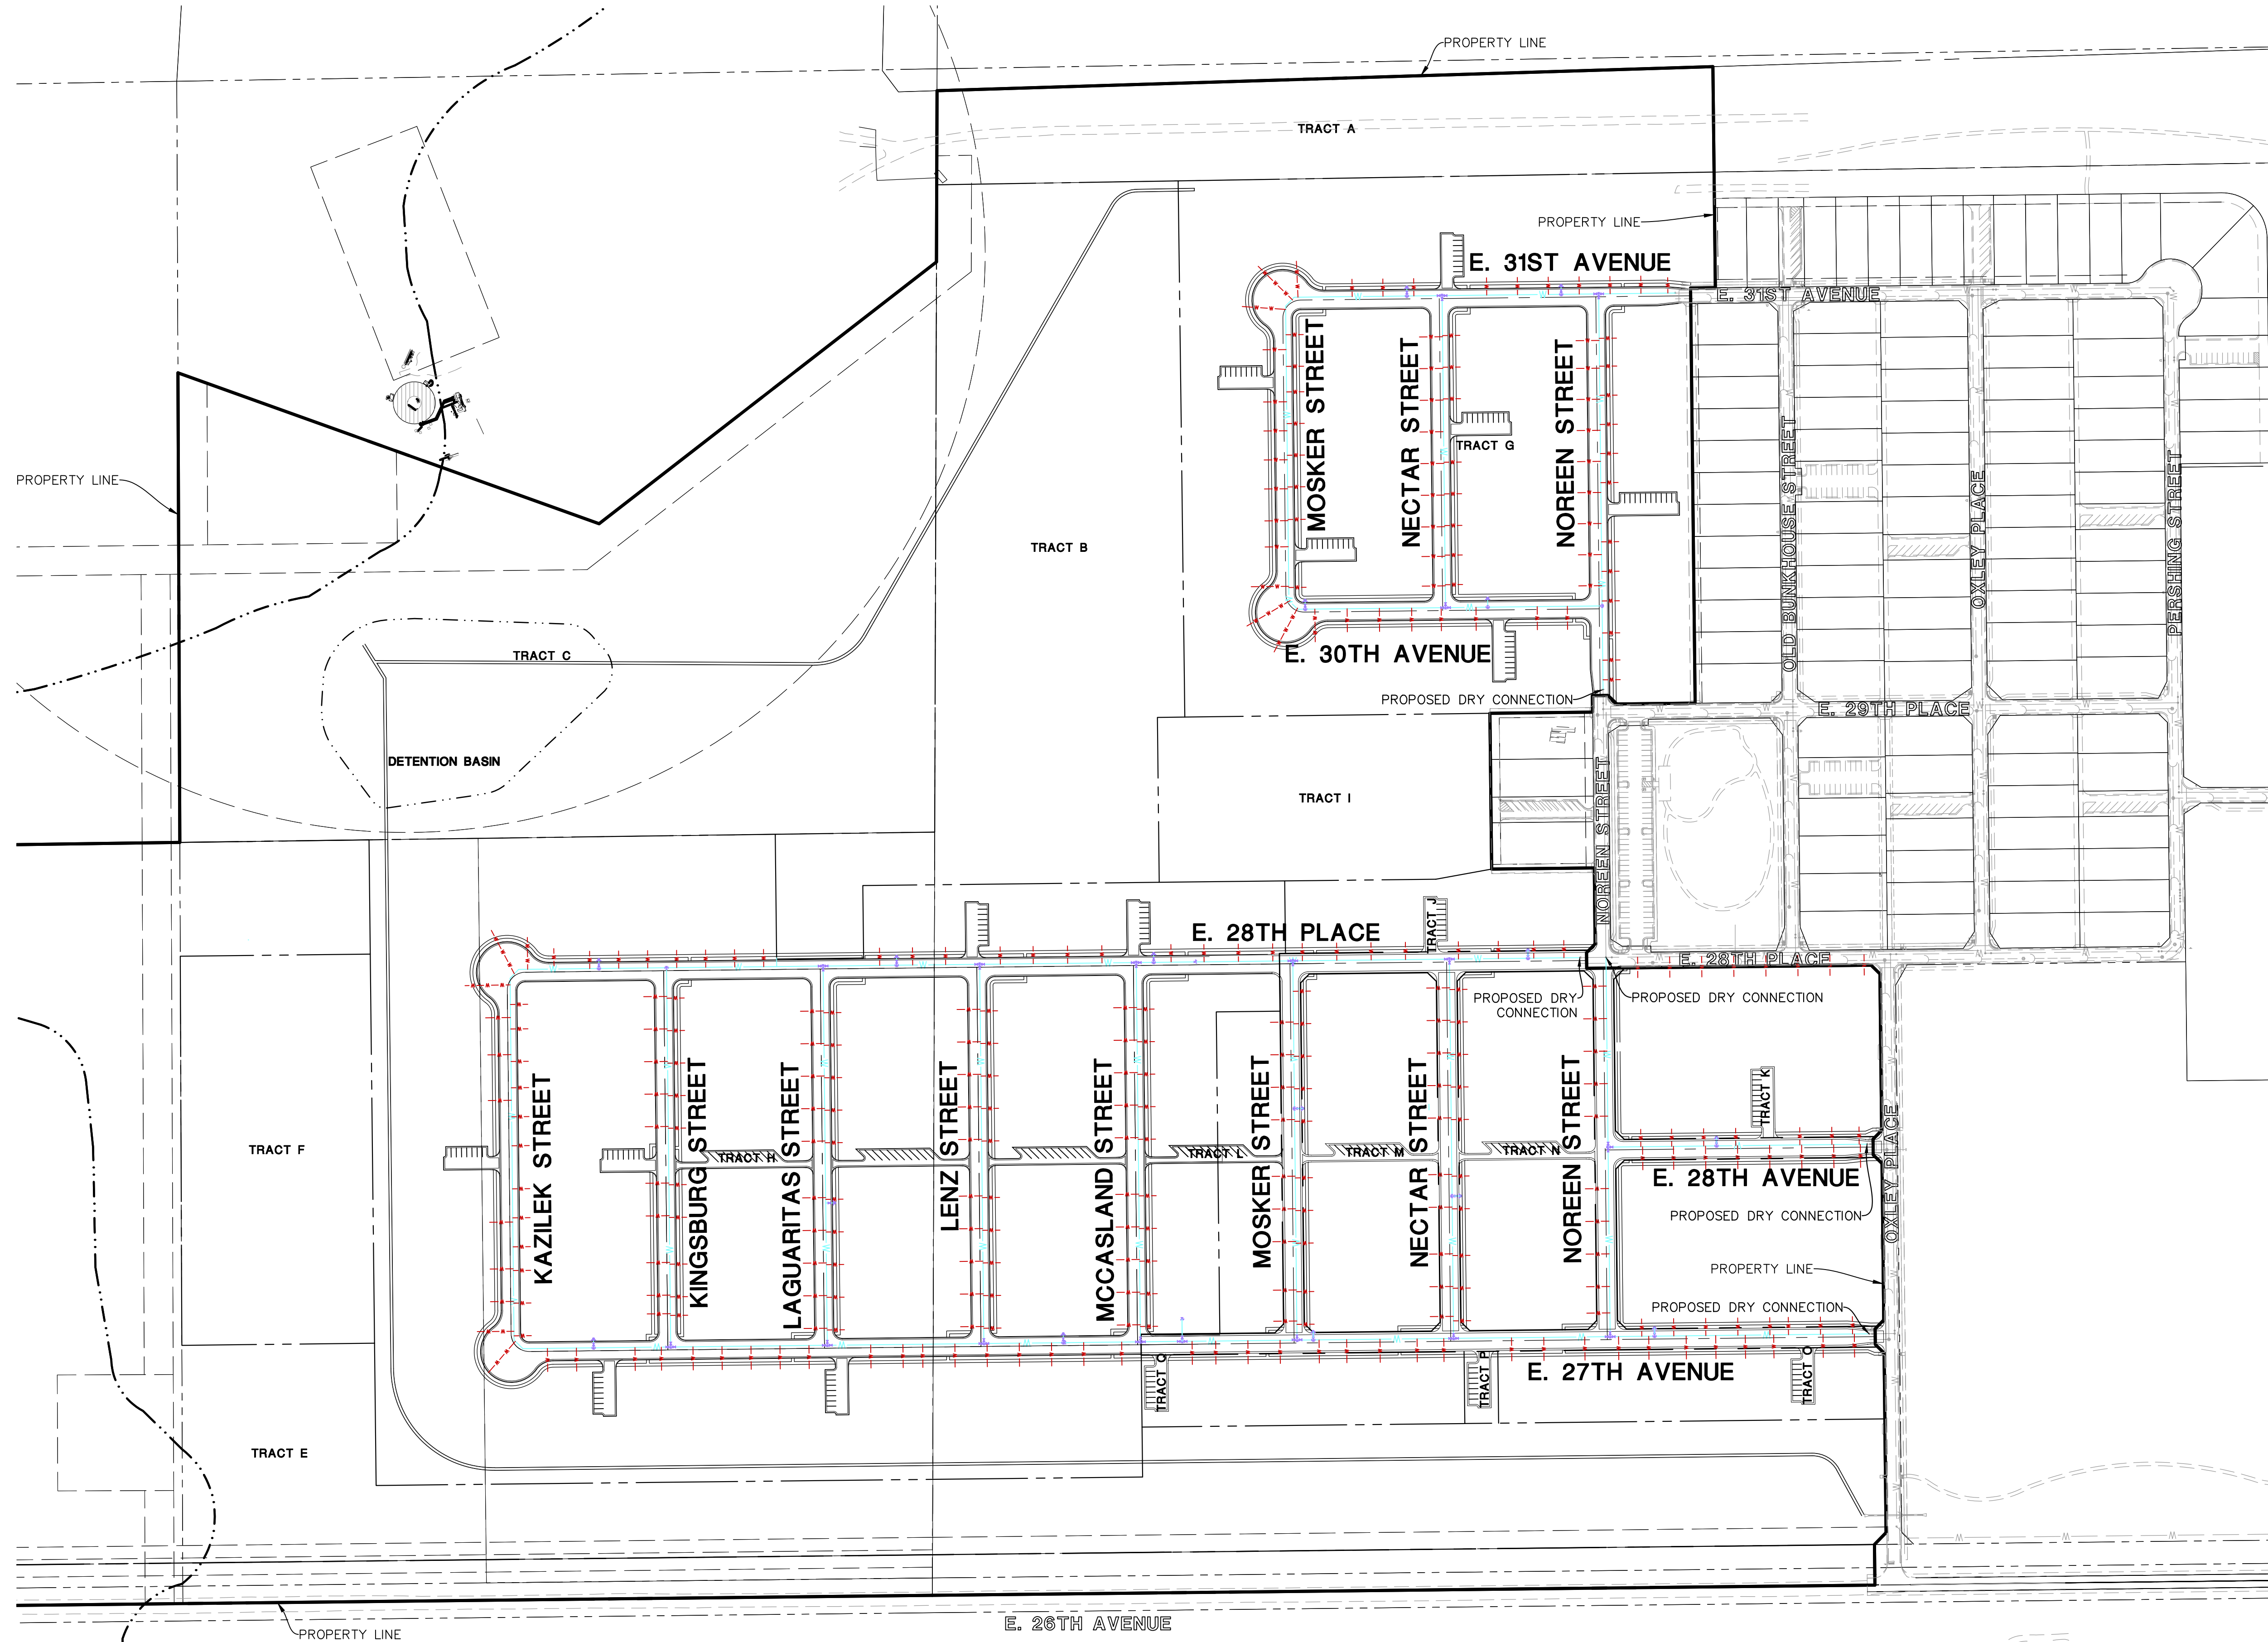 PROPERTY LINE
TRACT A
PROPERTY LINE
E. 31ST AVENUE
E. 31ST AVENUE
MOSKER STREET
NECTAR STREET
NOREEN STREET
TRACT G
OLD BUNKHOUSE STREET
OXLEY PLACE
PERSHING STREET
PROPERTY LINE
TRACT B
TRACT C
E. 30TH AVENUE
PROPOSED DRY CONNECTION
E. 29TH PLACE
DETENTION BASIN
TRACT I
NOREEN STREET
E. 28TH PLACE
TRACT J
E. 28TH PLACE
PROPOSED DRY
CONNECTION
PROPOSED DRY CONNECTION
KAZILEK STREET
KINGSBURG STREET
LAGUARITAS STREET
LENZ STREET
MCCASLAND STREET
MOSKER STREET
NECTAR STREET
NOREEN STREET
TRACT K
OXLEY PLACE
TRACT F
TRACT H
TRACT L
TRACT M
TRACT N
E. 28TH AVENUE
PROPOSED DRY CONNECTION
PROPERTY LINE
PROPOSED DRY CONNECTION
E. 27TH AVENUE
TRACT P
TRACT E
E. 26TH AVENUE
PROPERTY LINE